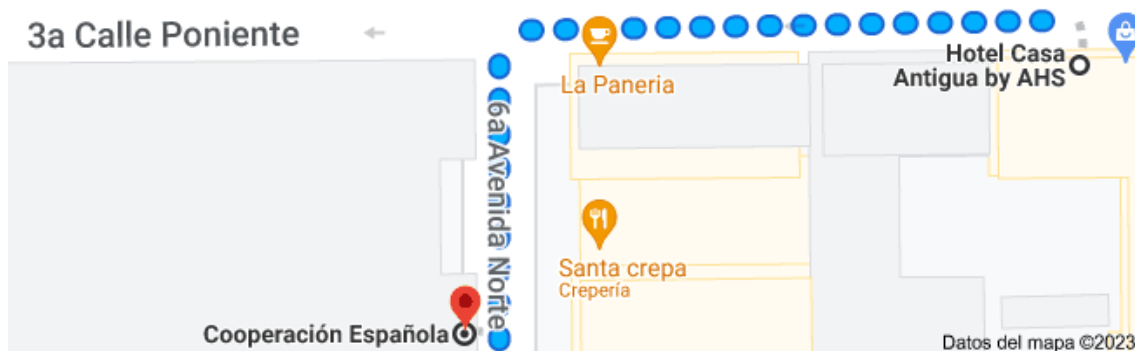 3a Calle Poniente
Hotel Casa
Antigua by AHS
La Paneria
6a Avenida Norte
Santa crepa
Crepería
Cooperación Española
Datos del mapa ©2023